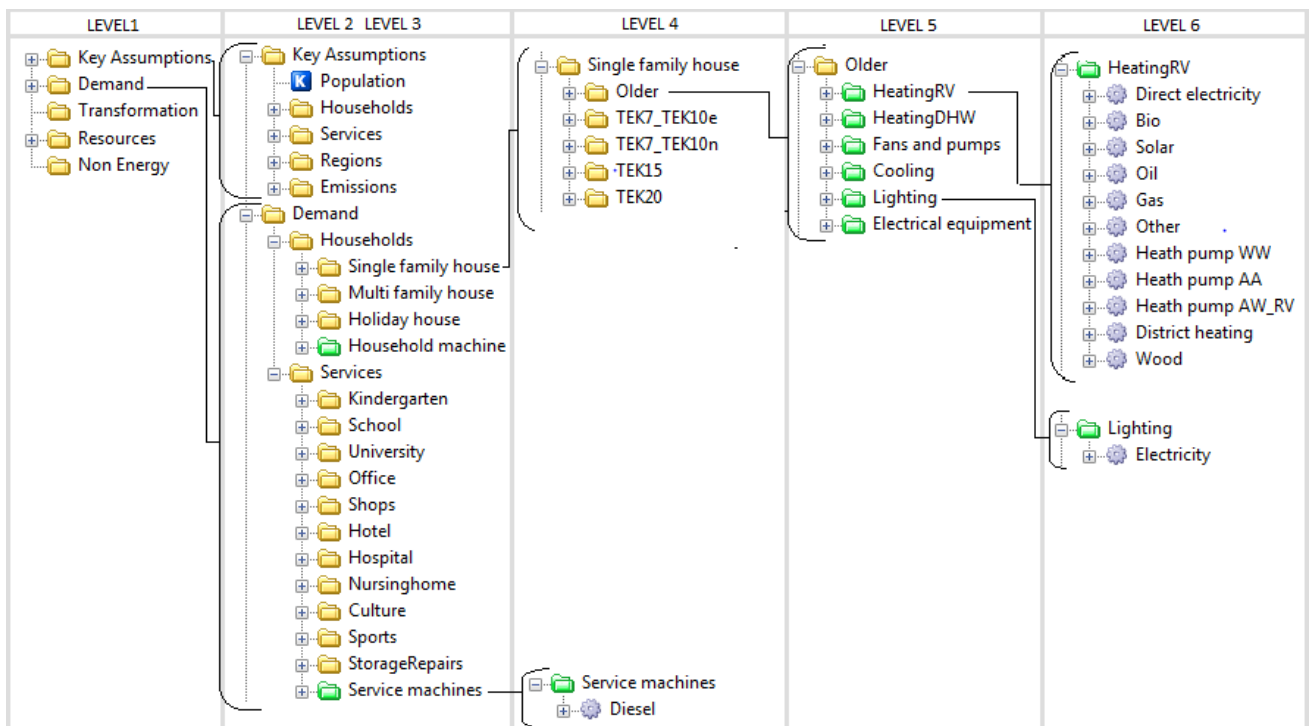 LEVEL1
LEVEL 2 LEVEL 3
LEVEL 4
LEVEL 5
LEVEL 6
Key Assumptions
Demand
Transformation
Resources
Non Energy
Key Assumptions
K Population
Households
Services
Regions
Emissions
Demand
Households
Single family house
Multi family house
Holiday house
Household machine
Services
Kindergarten
School
University
Office
Shops
Hotel
Hospital
Nursinghome
Culture
Sports
StorageRepairs
Service machines
Single family house
Older
TEK7_TEK10e
TEK7_TEK10n
TEK15
TEK20
Service machines
Diesel
Older
HeatingRV
HeatingDHW
Fans and pumps
Cooling
Lighting
Electrical equipment
HeatingRV
Direct electricity
Bio
Solar
Oil
Gas
Other
Heath pump WW
Heath pump AA
Heath pump AW_RV
District heating
Wood
Lighting
Electricity